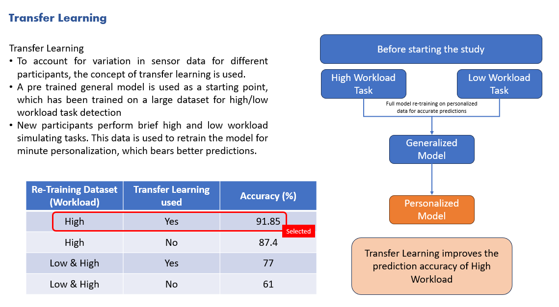 Transfer Learning
Transfer Learning
• To account for variation in sensor data for different
participants, the concept of transfer learning is used.
• A pre trained general model is used as a starting point,
which has been trained on a large dataset for high/low
workload task detection
• New participants perform brief high and low workload
simulating tasks. This data is used to retrain the model for
minute personalization, which bears better predictions.
Re-Training Dataset (Workload) Transfer Learning used Accuracy (%)
High Yes 91.85
Selected
High No 87.4
Low & High Yes 77
Low & High No 61
Before starting the study
High Workload Task
Low Workload Task
Full model re-training on personalized
data for accurate predictions
Generalized
Model
Personalized
Model
Transfer Learning improves the
prediction accuracy of High
Workload